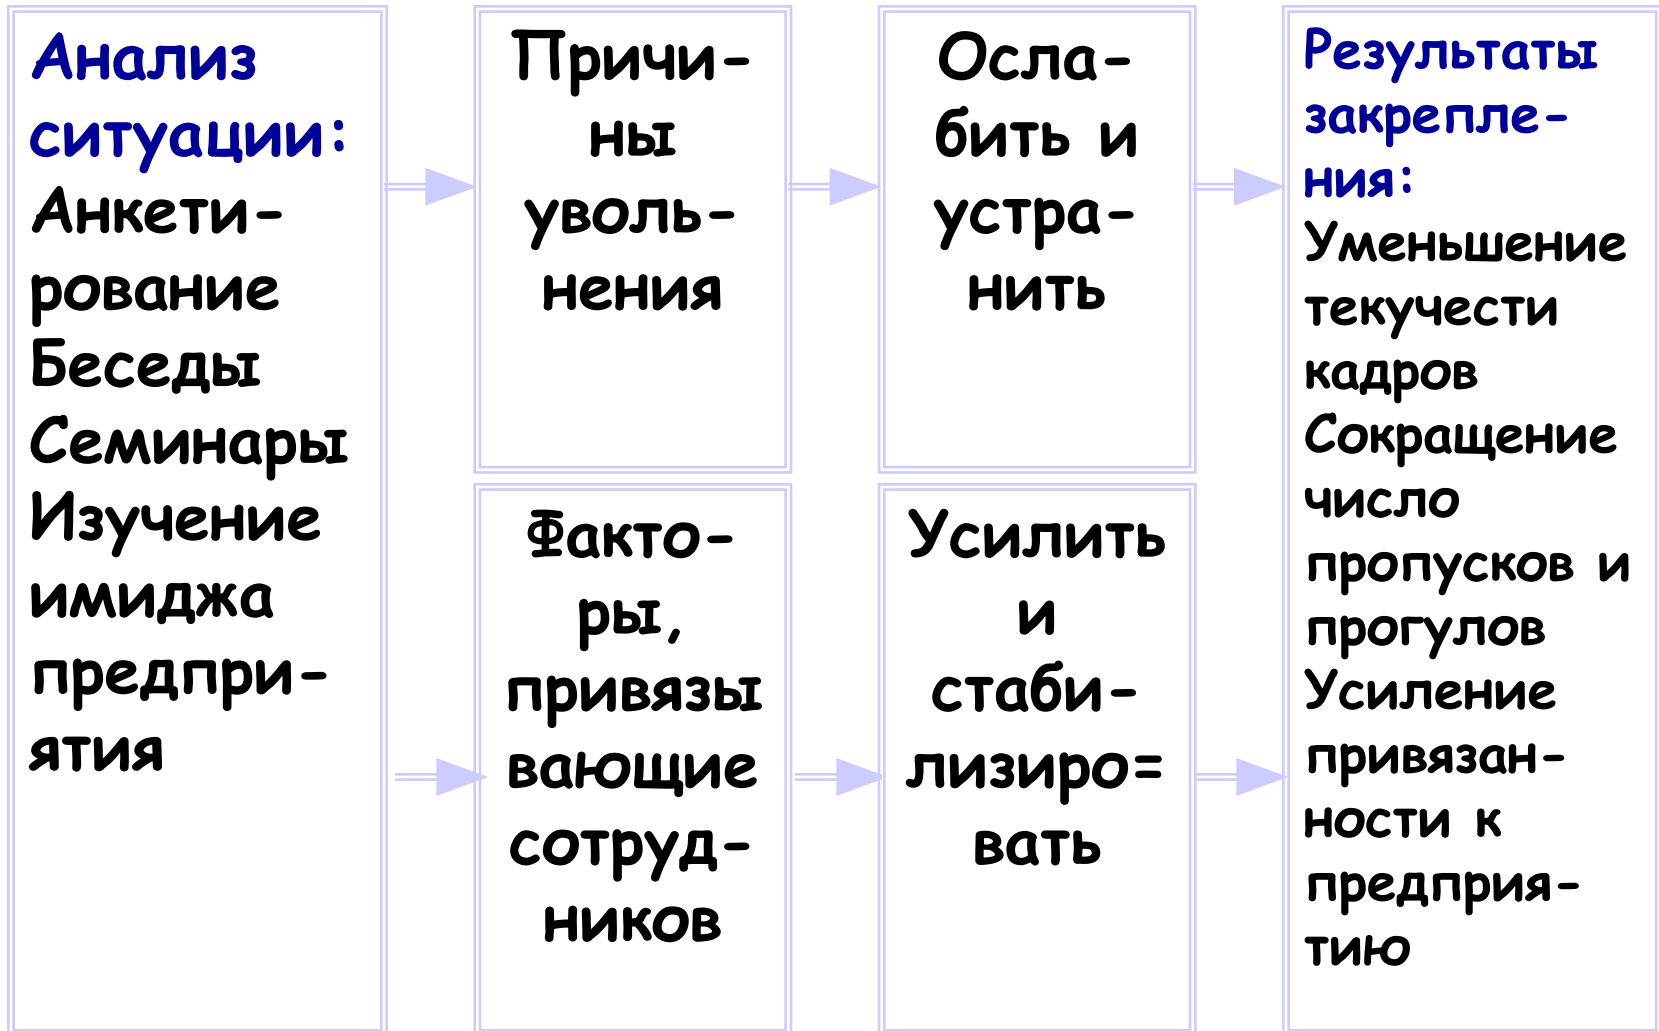 Анализ
ситуации:
Анкети-
рование
Беседы
Семинары
Изучение
имиджа
предпри-
ятия
Причи-
ны
уволь-
нения
Осла-
бить и
устра-
нить
Факто-
ры,
привязы
вающие
сотруд-
ников
Усилить
и
стаби-
лизиро=
вать
Результаты
закрепле-
ния:
Уменьшение
текучести
кадров
Сокращение
число
пропусков и
прогулов
Усиление
привязан-
ности к
предприя-
тию